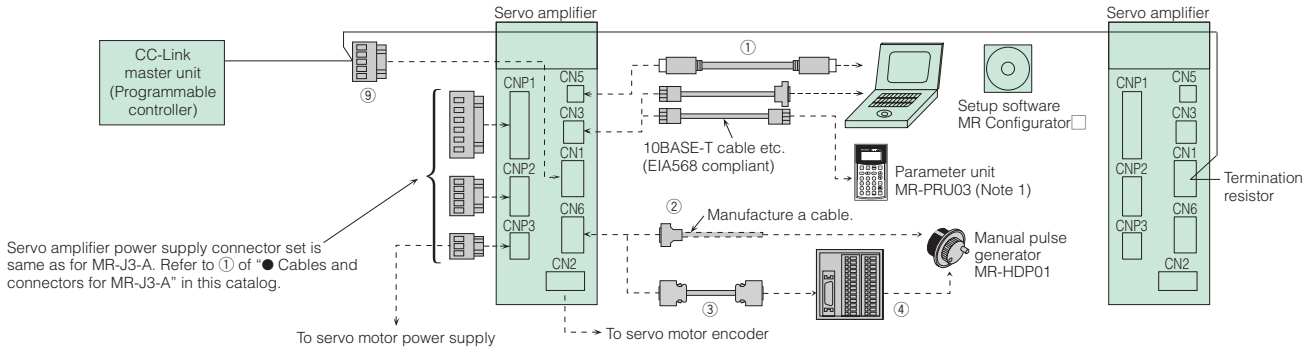 Servo amplifier
Servo amplifier
CC-Link
master unit
(Programmable
controller)
⑨
CNP1
CN5
CN3
CN1
CNP2
CN6
CNP3
CN2
①
Setup software
MR Configurator□
10BASE-T cable etc.
(EIA568 compliant)
Parameter unit
MR-PRU03 (Note 1)
②
Manufacture a cable.
Manual pulse
generator
MR-HDP01
③
④
CNP1
CN5
CN3
CN1
CNP2
CN6
CNP3
CN2
Termination
resistor
Servo amplifier power supply connector set is
same as for MR-J3-A. Refer to ① of “● Cables and
connectors for MR-J3-A” in this catalog.
To servo motor power supply
To servo motor encoder